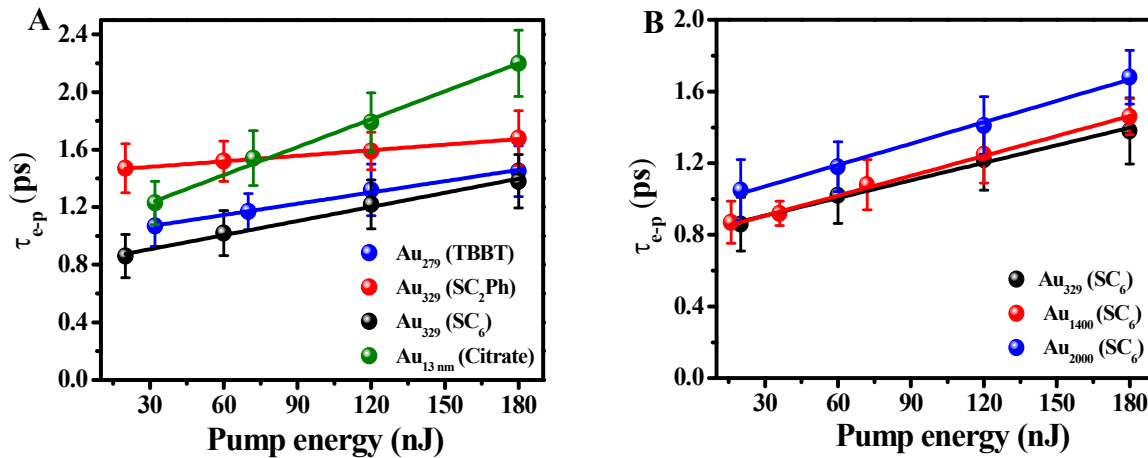 A
2.4
2.0
1.6
1.2
0.8
0.4
0.0
τe-p (ps)
30 60 90 120 150 180
Pump energy (nJ)
Au279 (TBBT)
Au329 (SC2Ph)
Au329 (SC6)
Au13 nm (Citrate)
B
2.0
1.6
1.2
0.8
0.4
0.0
τe-p (ps)
30 60 90 120 150 180
Pump energy (nJ)
Au329 (SC6)
Au1400 (SC6)
Au2000 (SC6)